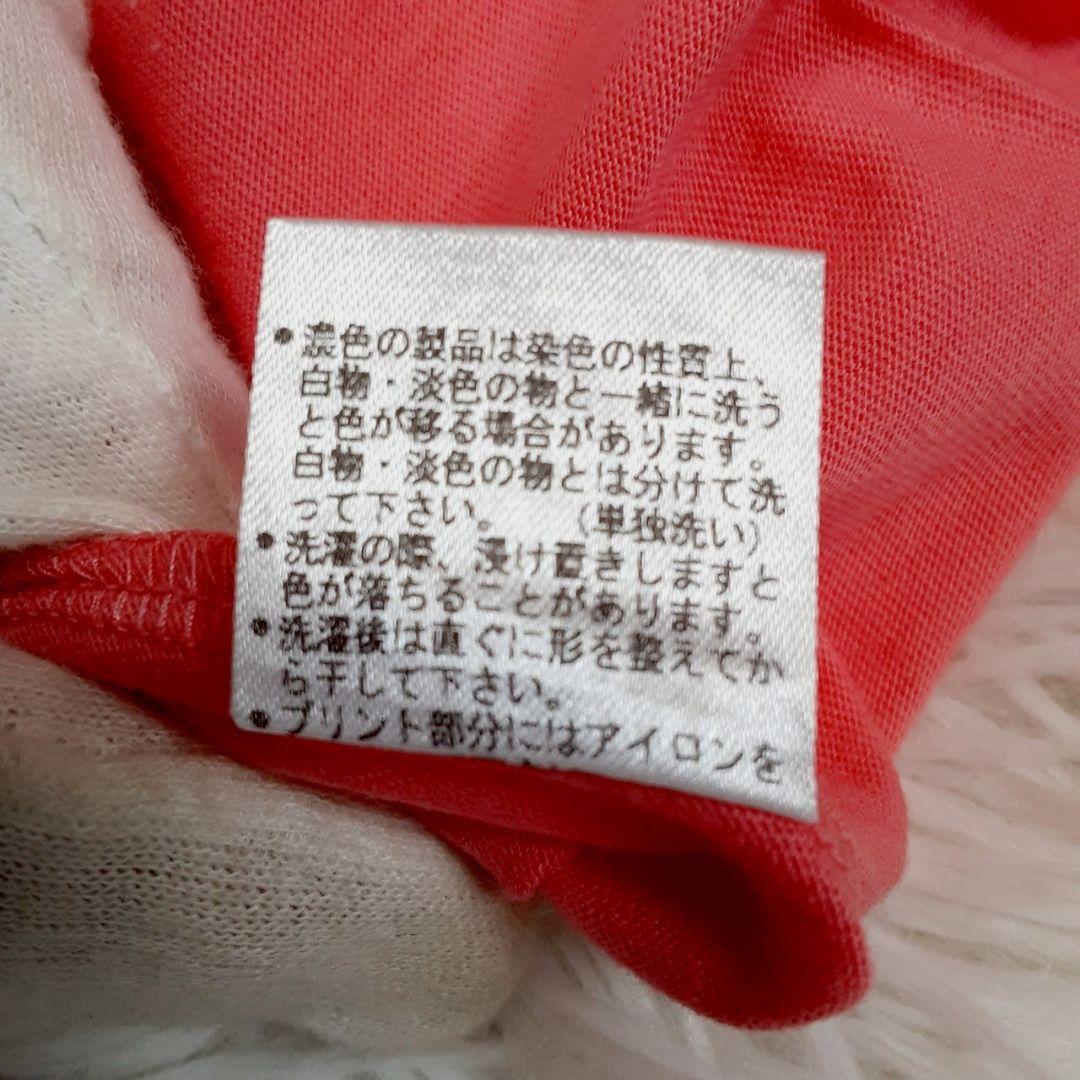 •濃色の製品は染色の性質上、
白物・淡色の物と一緒に洗う
と色が移る場合があります。
白物・淡色の物とは分けて洗
って下さい。（単独洗い）
•洗濯の際、浸け置きしますと
色が落ちることがあります。
•洗濯後は直ぐに形を整えてか
ら干して下さい。
•プリント部分にはアイロンを